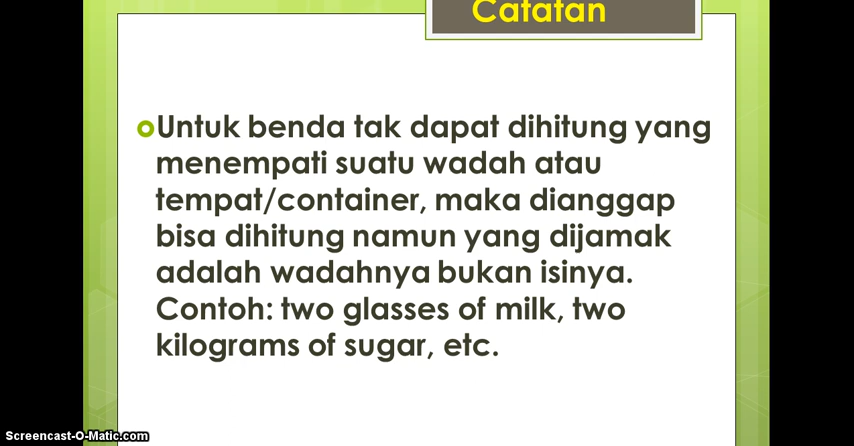 Catatan
Untuk benda tak dapat dihitung yang
menempati suatu wadah atau
tempat/container, maka dianggap
bisa dihitung namun yang dijamak
adalah wadahnya bukan isinya.
Contoh: two glasses of milk, two
kilograms of sugar, etc.
Screencast-O-Matic.com